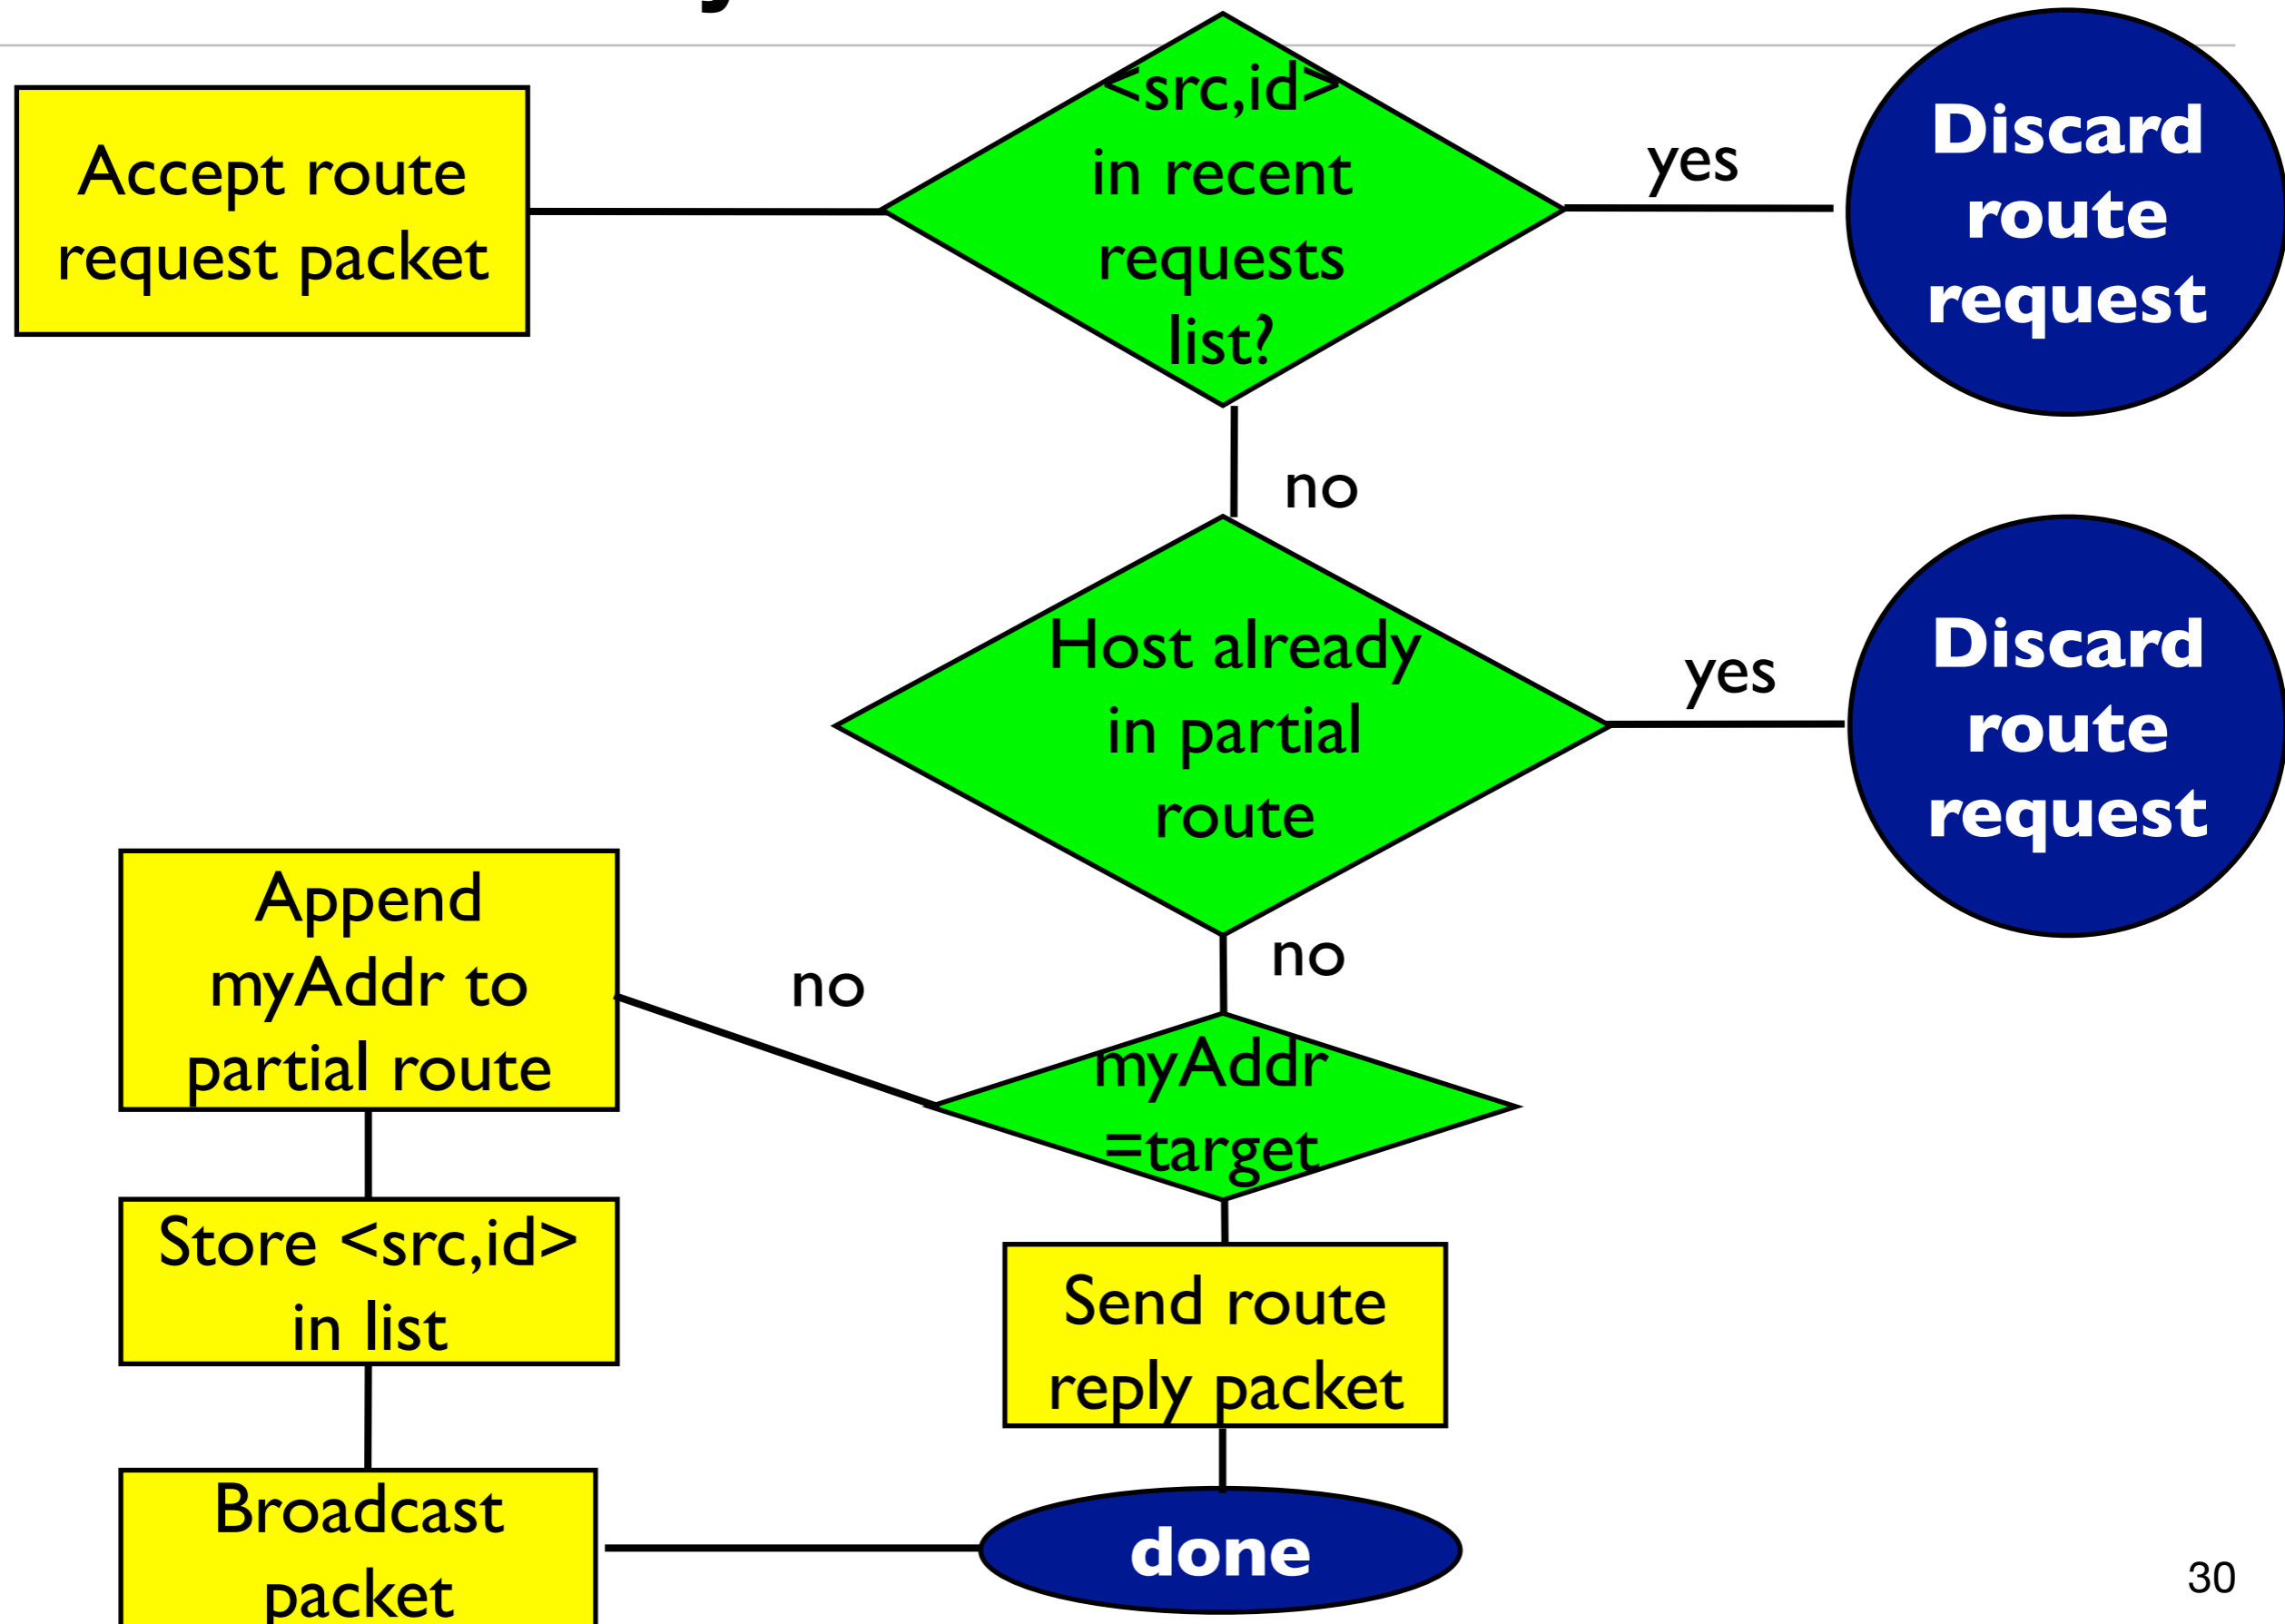 Accept route
request packet
<src,id>
in recent
requests
list?
yes
Discard
route
request
no
Host already
in partial
route
yes
Discard
route
request
no
no
Append
myAddr to
partial route
myAddr
=target
Store <src,id>
in list
Send route
reply packet
Broadcast
packet
done
30